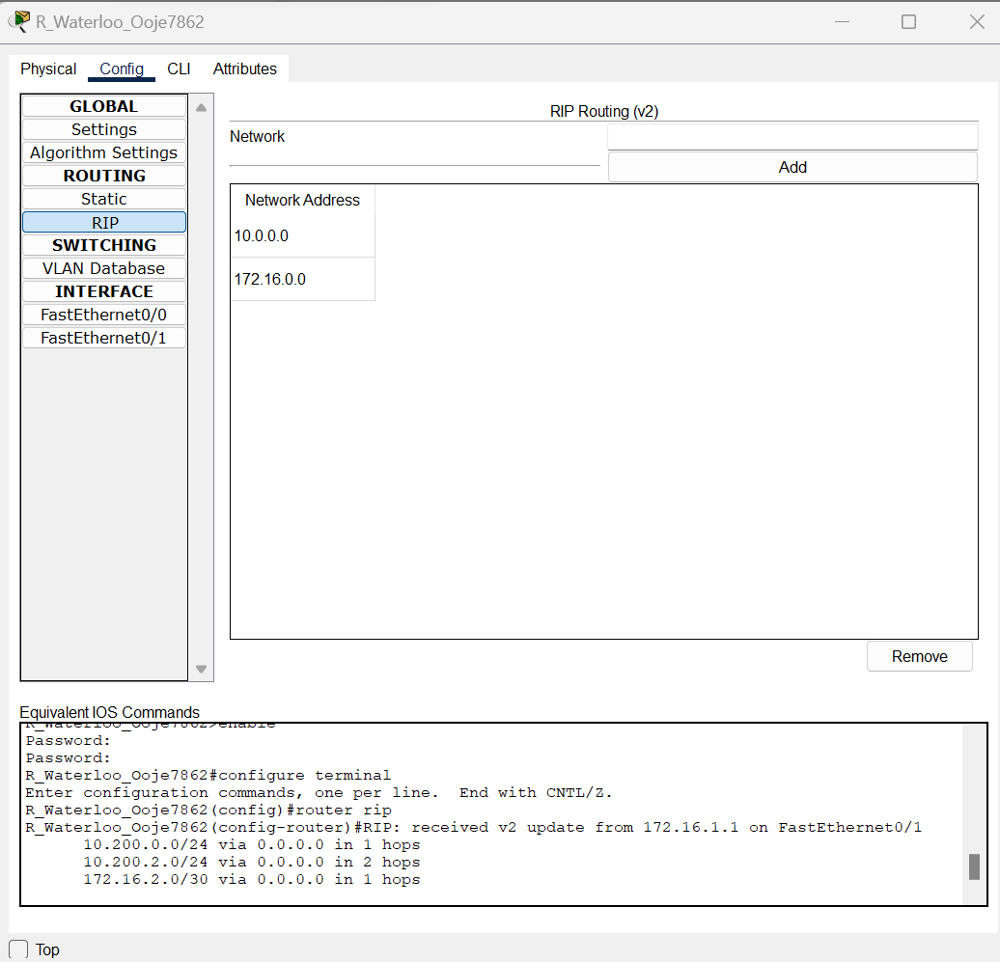 R_Waterloo_Ooje7862
Physical Config CLI Attributes
GLOBAL
Settings
Algorithm Settings
ROUTING
Static
RIP
SWITCHING
VLAN Database
INTERFACE
FastEthernet0/0
FastEthernet0/1
RIP Routing (v2)
Network
Add
Network Address
10.0.0.0
172.16.0.0
Remove
Equivalent IOS Commands
R_Waterloo_Ooje7862>enable
Password:
Password:
R_Waterloo_Ooje7862#configure terminal
Enter configuration commands, one per line.  End with CNTL/Z.
R_Waterloo_Ooje7862(config)#router rip
R_Waterloo_Ooje7862(config-router)#RIP: received v2 update from 172.16.1.1 on FastEthernet0/1
10.200.0.0/24 via 0.0.0.0 in 1 hops
10.200.2.0/24 via 0.0.0.0 in 2 hops
172.16.2.0/30 via 0.0.0.0 in 1 hops
Top